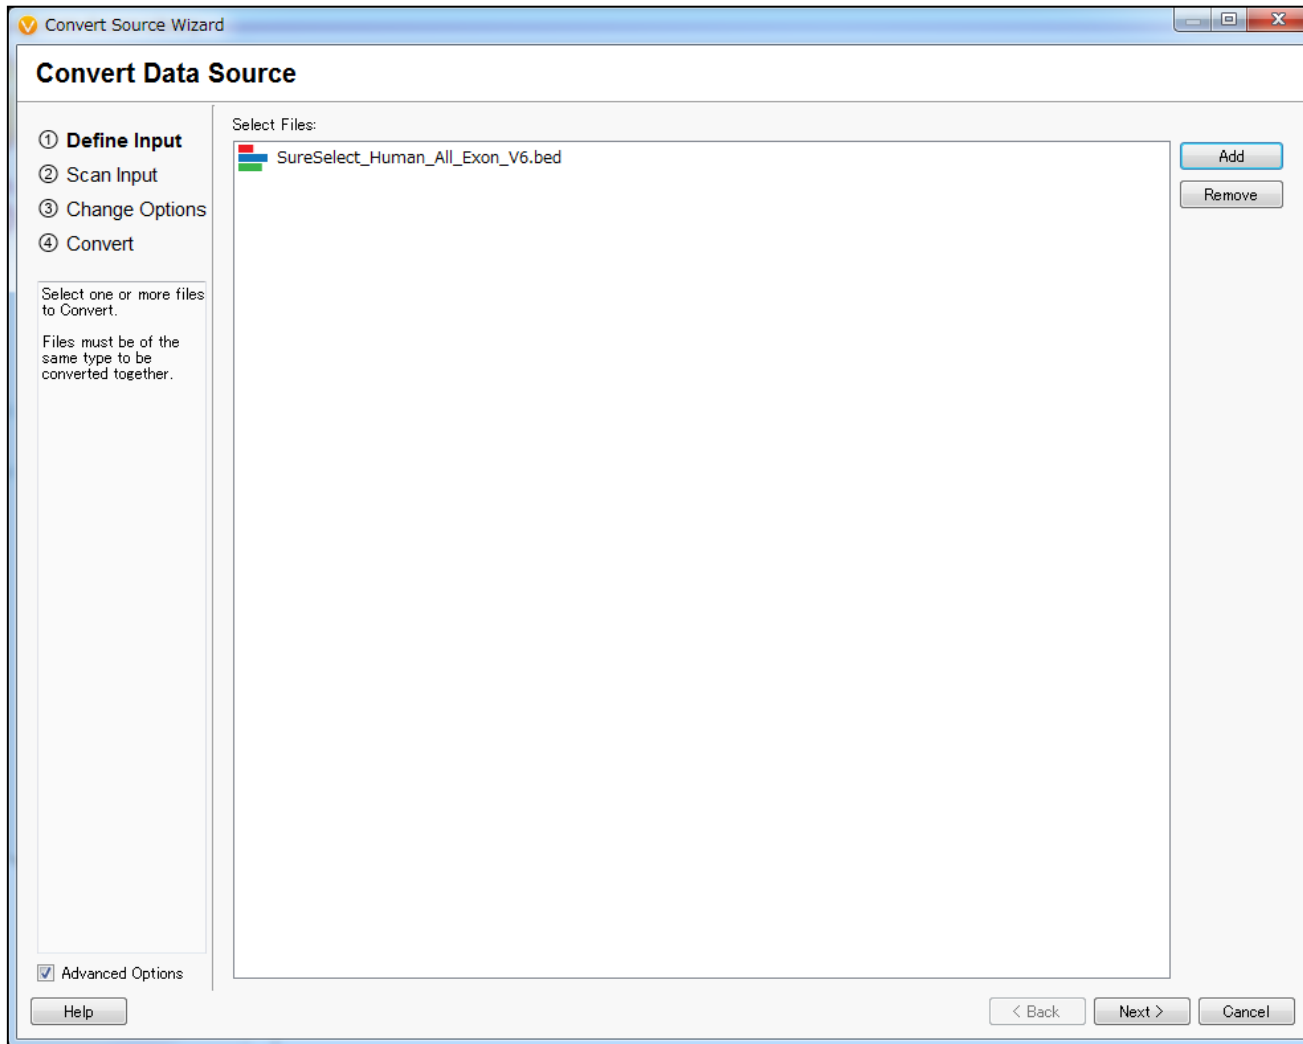 Convert Source Wizard
Convert Data Source
① Define Input
② Scan Input
③ Change Options
④ Convert
Select one or more files
to Convert.
Files must be of the
same type to be
converted together.
Advanced Options
Select Files:
SureSelect_Human_All_Exon_V6.bed
Add
Remove
Help
< Back
Next >
Cancel